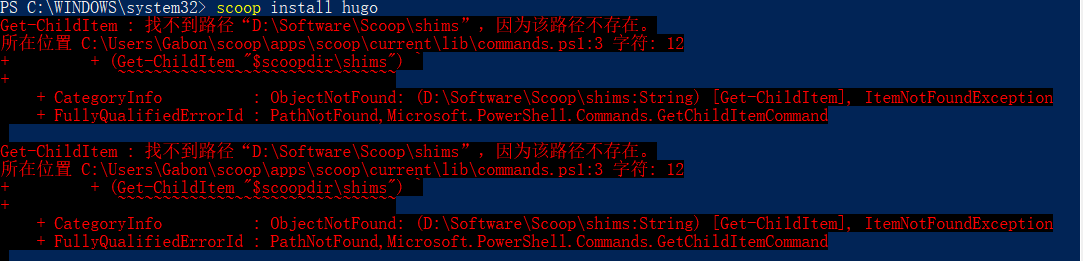 PS C:\WINDOWS\system32> scoop install hugo
Get-ChildItem : 找不到路径“D:\Software\Scoop\shims”，因为该路径不存在。
所在位置 C:\Users\Gabon\scoop\apps\scoop\current\lib\commands.ps1:3 字符: 12
+         + (Get-ChildItem "$scoopdir\shims") `
+            ~~~~~~~~~~~~~~~~~~~~~~~~~~~~~~~
    + CategoryInfo          : ObjectNotFound: (D:\Software\Scoop\shims:String) [Get-ChildItem], ItemNotFoundException
    + FullyQualifiedErrorId : PathNotFound,Microsoft.PowerShell.Commands.GetChildItemCommand
Get-ChildItem : 找不到路径“D:\Software\Scoop\shims”，因为该路径不存在。
所在位置 C:\Users\Gabon\scoop\apps\scoop\current\lib\commands.ps1:3 字符: 12
+         + (Get-ChildItem "$scoopdir\shims") `
+            ~~~~~~~~~~~~~~~~~~~~~~~~~~~~~~~
    + CategoryInfo          : ObjectNotFound: (D:\Software\Scoop\shims:String) [Get-ChildItem], ItemNotFoundException
    + FullyQualifiedErrorId : PathNotFound,Microsoft.PowerShell.Commands.GetChildItemCommand